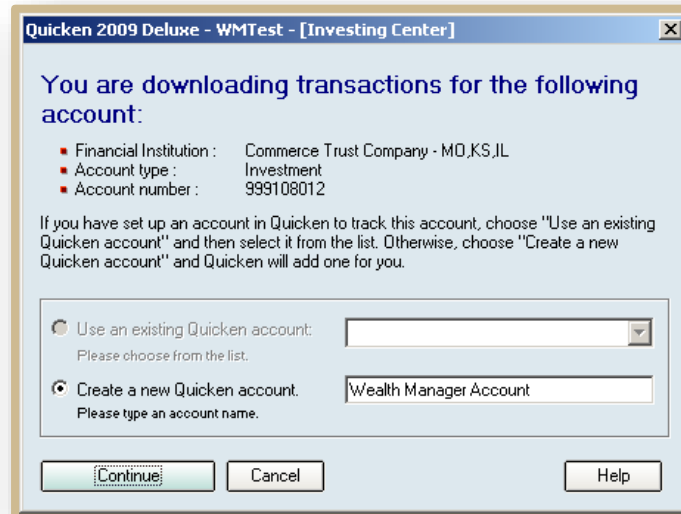 Quicken 2009 Deluxe - WMTest - [Investing Center]
You are downloading transactions for the following
account:
Financial Institution : Commerce Trust Company - MO,KS,IL
Account type : Investment
Account number : 999108012
If you have set up an account in Quicken to track this account, choose "Use an existing
Quicken account" and then select it from the list. Otherwise, choose "Create a new
Quicken account" and Quicken will add one for you.
Use an existing Quicken account:
Please choose from the list.
Create a new Quicken account. Wealth Manager Account
Please type an account name.
Continue Cancel Help